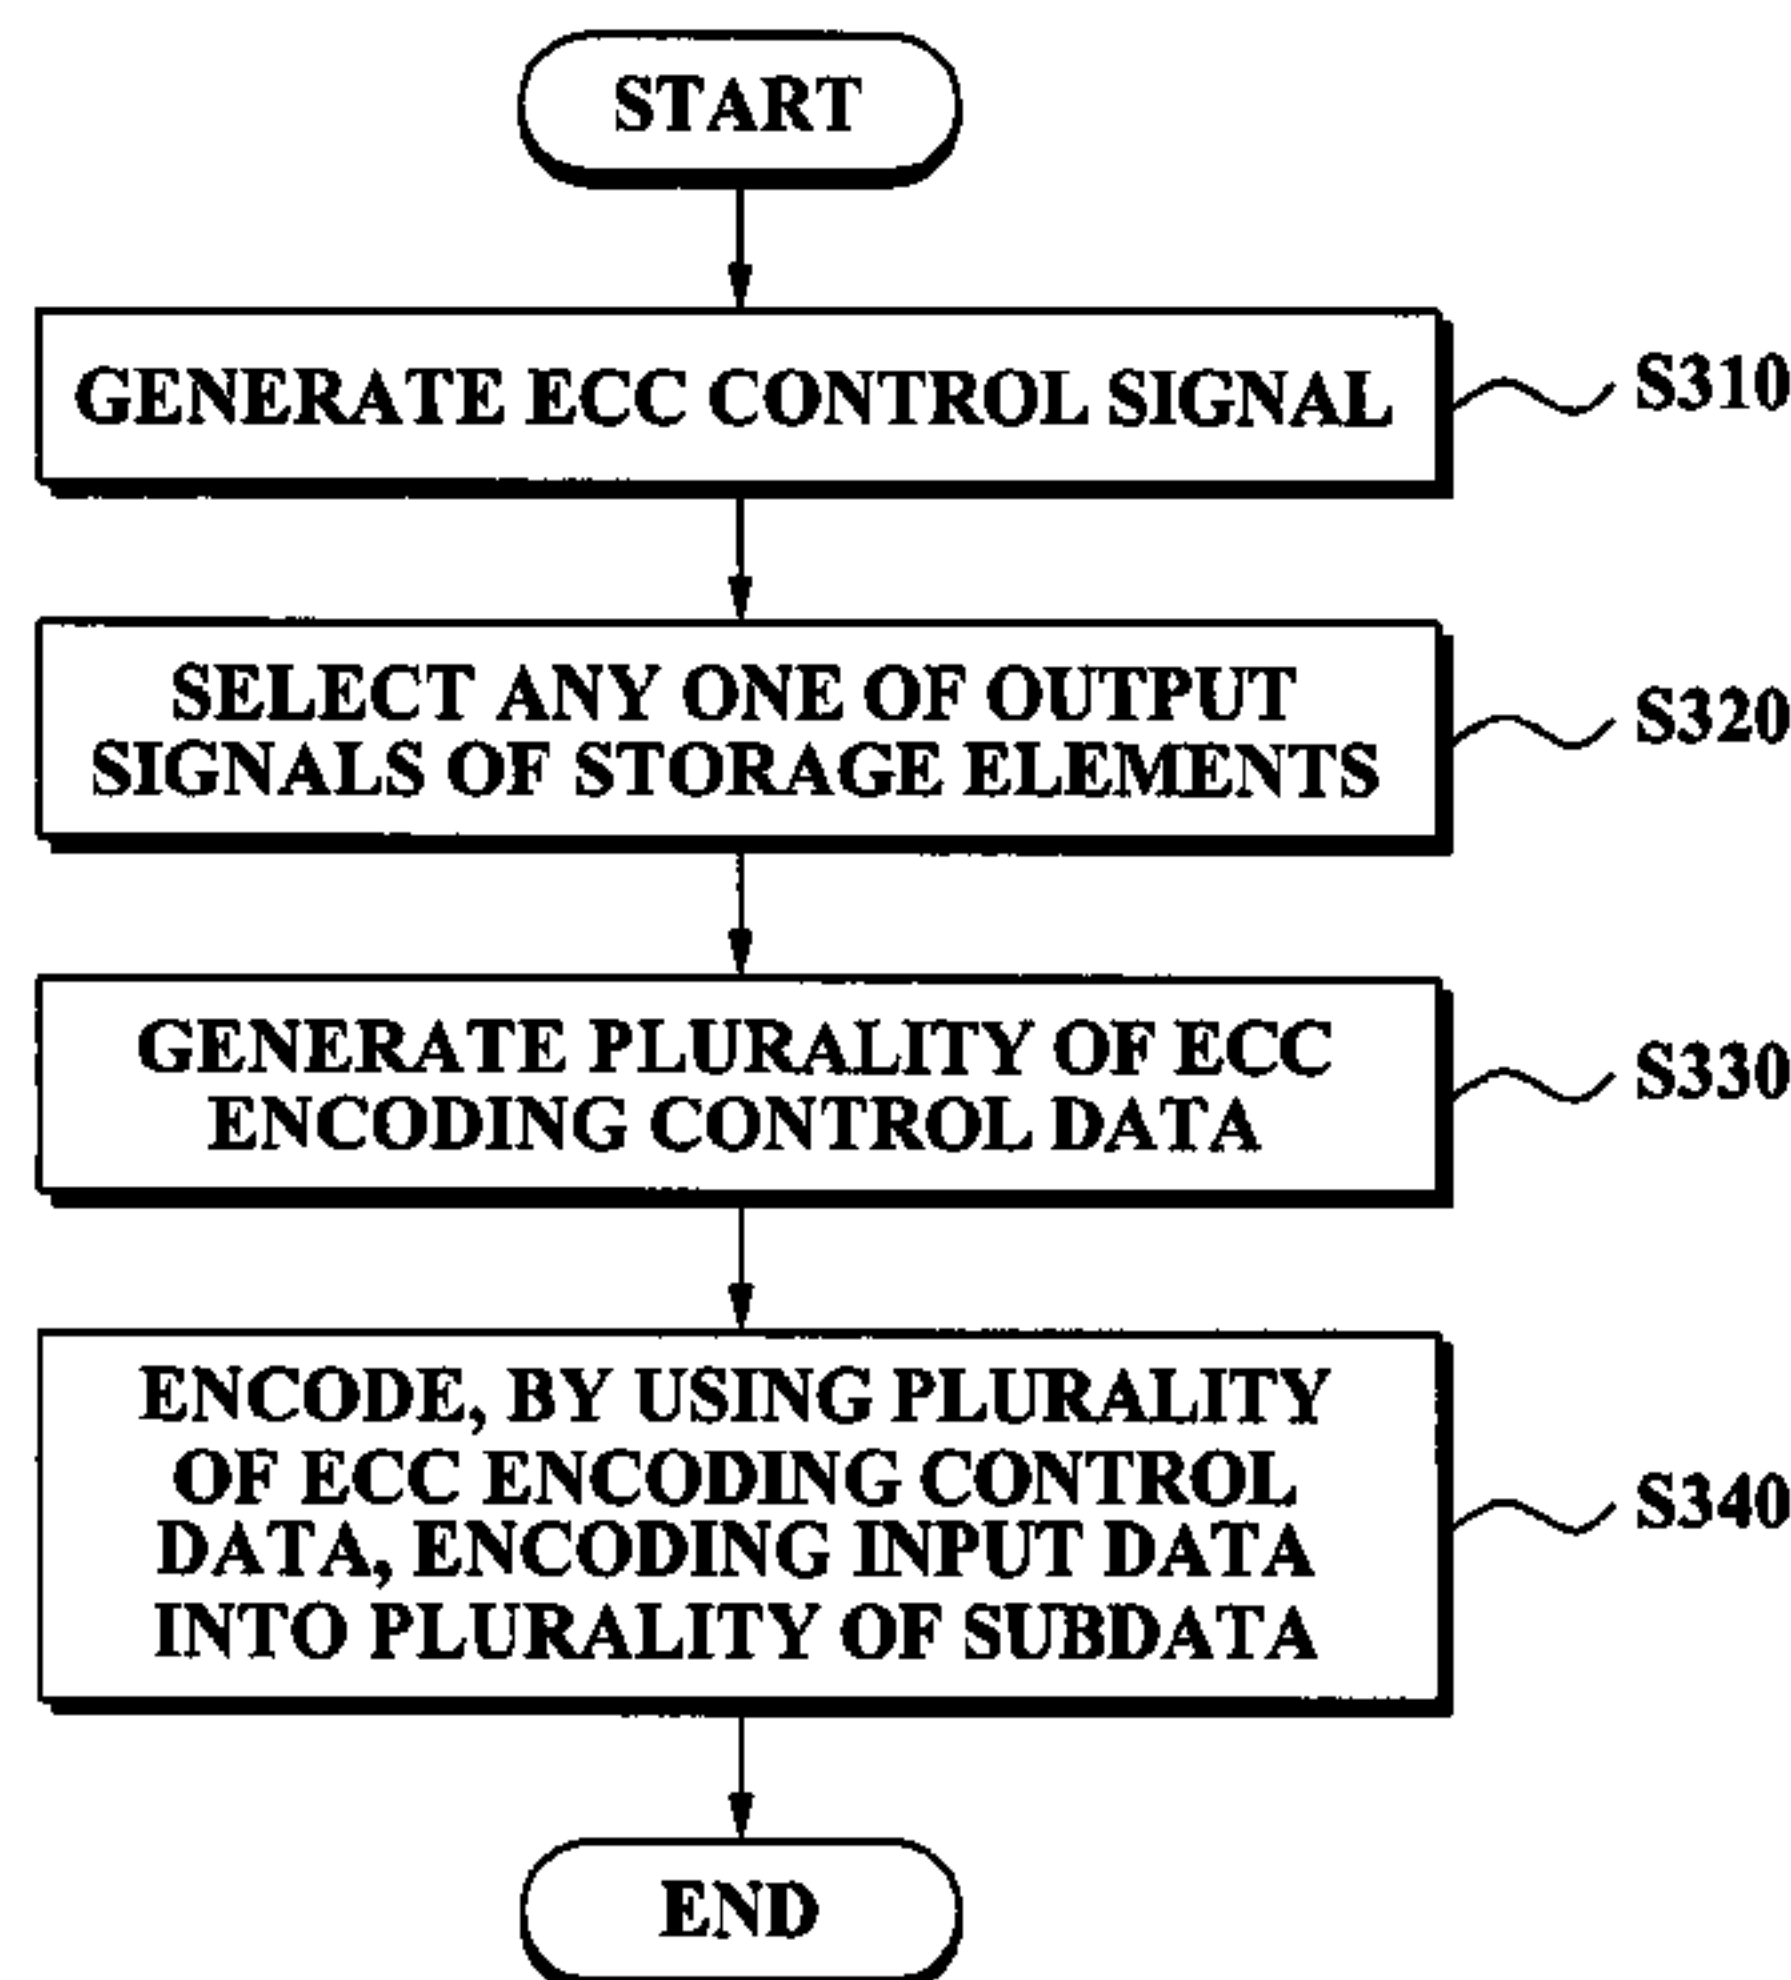 START
GENERATE ECC CONTROL SIGNAL
S310
SELECT ANY ONE OF OUTPUT
SIGNALS OF STORAGE ELEMENTS
S320
GENERATE PLURALITY OF ECC
ENCODING CONTROL DATA
S330
ENCODE, BY USING PLURALITY
OF ECC ENCODING CONTROL
DATA, ENCODING INPUT DATA
INTO PLURALITY OF SUBDATA
S340
END